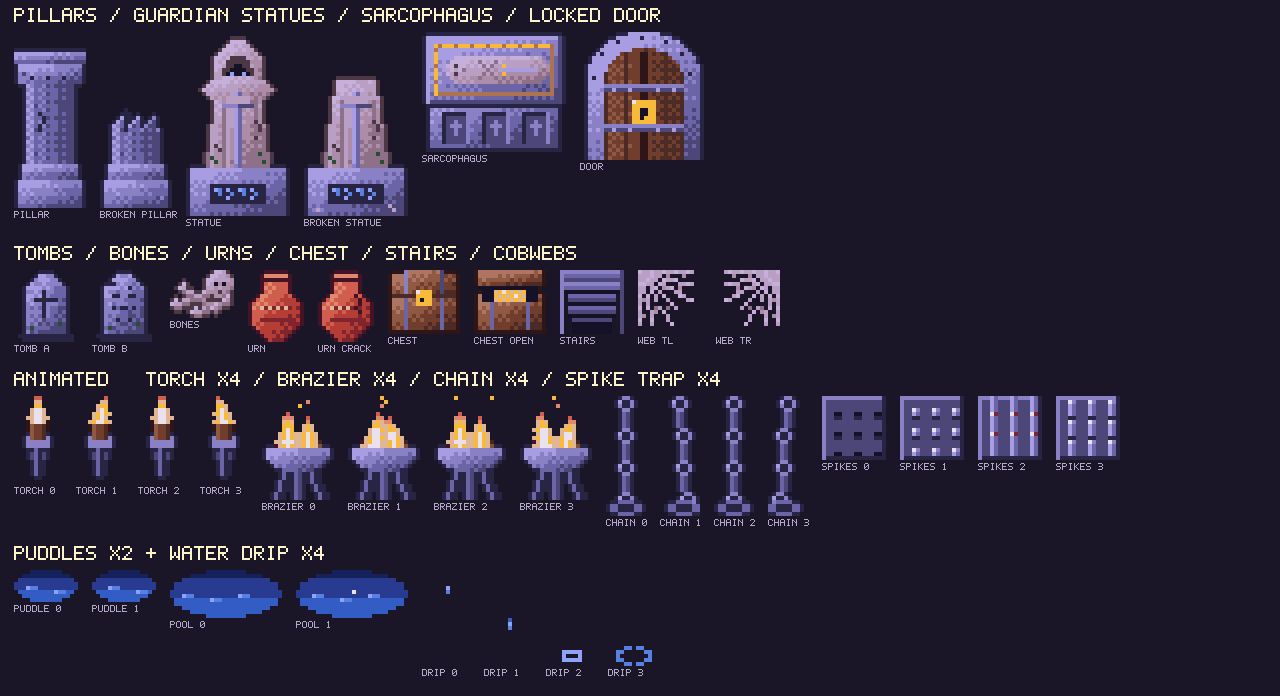 PILLARS / GUARDIAN STATUES / SARCOPHAGUS / LOCKED DOOR
PILLAR
BROKEN PILLAR
STATUE
BROKEN STATUE
SARCOPHAGUS
DOOR
TOMBS / BONES / URNS / CHEST / STAIRS / COBWEBS
TOMB A
TOMB B
BONES
URN
URN CRACK
CHEST
CHEST OPEN
STAIRS
WEB TL
WEB TR
ANIMATED TORCH X4 / BRAZIER X4 / CHAIN X4 / SPIKE TRAP X4
TORCH 0
TORCH 1
TORCH 2
TORCH 3
BRAZIER 0
BRAZIER 1
BRAZIER 2
BRAZIER 3
CHAIN 0
CHAIN 1
CHAIN 2
CHAIN 3
SPIKES 0
SPIKES 1
SPIKES 2
SPIKES 3
PUDDLES X2 + WATER DRIP X4
PUDDLE 0
PUDDLE 1
POOL 0
POOL 1
DRIP 0
DRIP 1
DRIP 2
DRIP 3